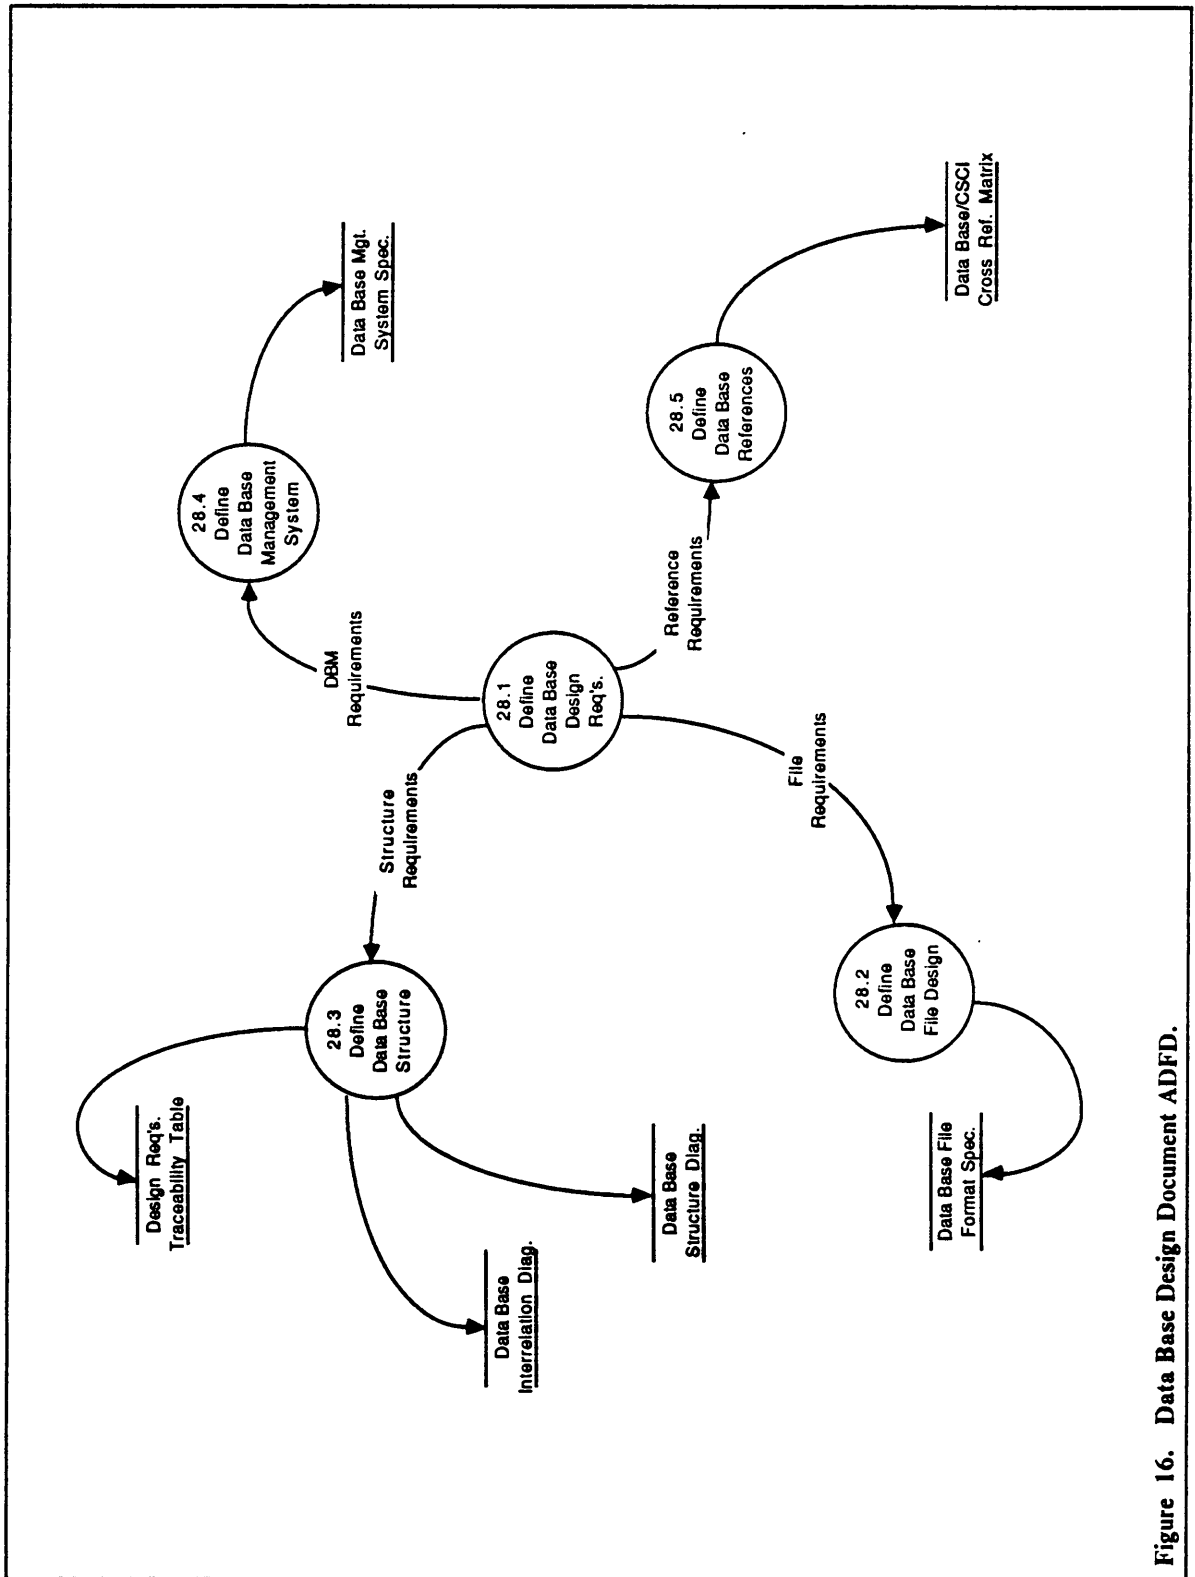 Design Req's.
Traceability Table
Data Base
Interrelation Diag.
Data Base
Structure Diag.
28.3
Define
Data Base
Structure
Structure
Requirements
DBM
Requirements
28.4
Define
Data Base
Management
System
Data Base Mgt.
System Spec.
28.1
Define
Data Base
Design
Req's.
Reference
Requirements
28.5
Define
Data Base
References
Data Base/CSCI
Cross Ref. Matrix
File
Requirements
28.2
Define
Data Base
File Design
Data Base File
Format Spec.
Figure 16. Data Base Design Document ADFD.